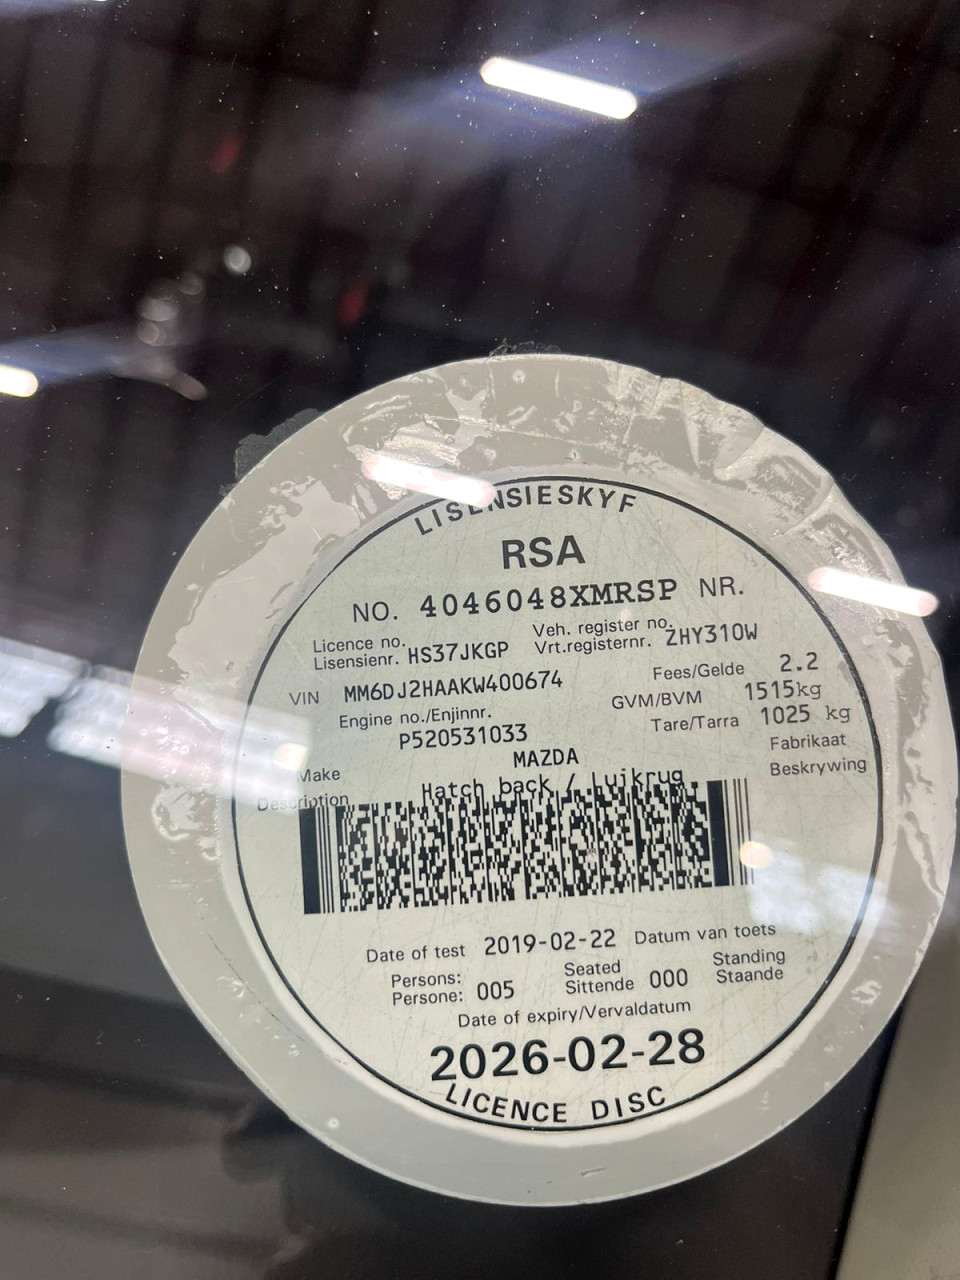 LISENSIESKYF
RSA
NO. 4046048XMRSP NR.
Licence no. Veh. register no.
Lisensienr. HS37JKGP Vrt.registernr. ZHY310W
VIN MM6DJ2HAAKW400674 Fees/Gelde 2.2
Engine no./Enjinnr. GVM/BVM 1515kg
P520531033 Tare/Tarra 1025 kg
Make MAZDA Fabrikaat
Description Hatch back / Luikrug Beskrywing
Date of test 2019-02-22 Datum van toets
Persons: Seated Standing
Persone: 005 Sittende 000 Staande
Date of expiry/Vervaldatum
2026-02-28
LICENCE DISC